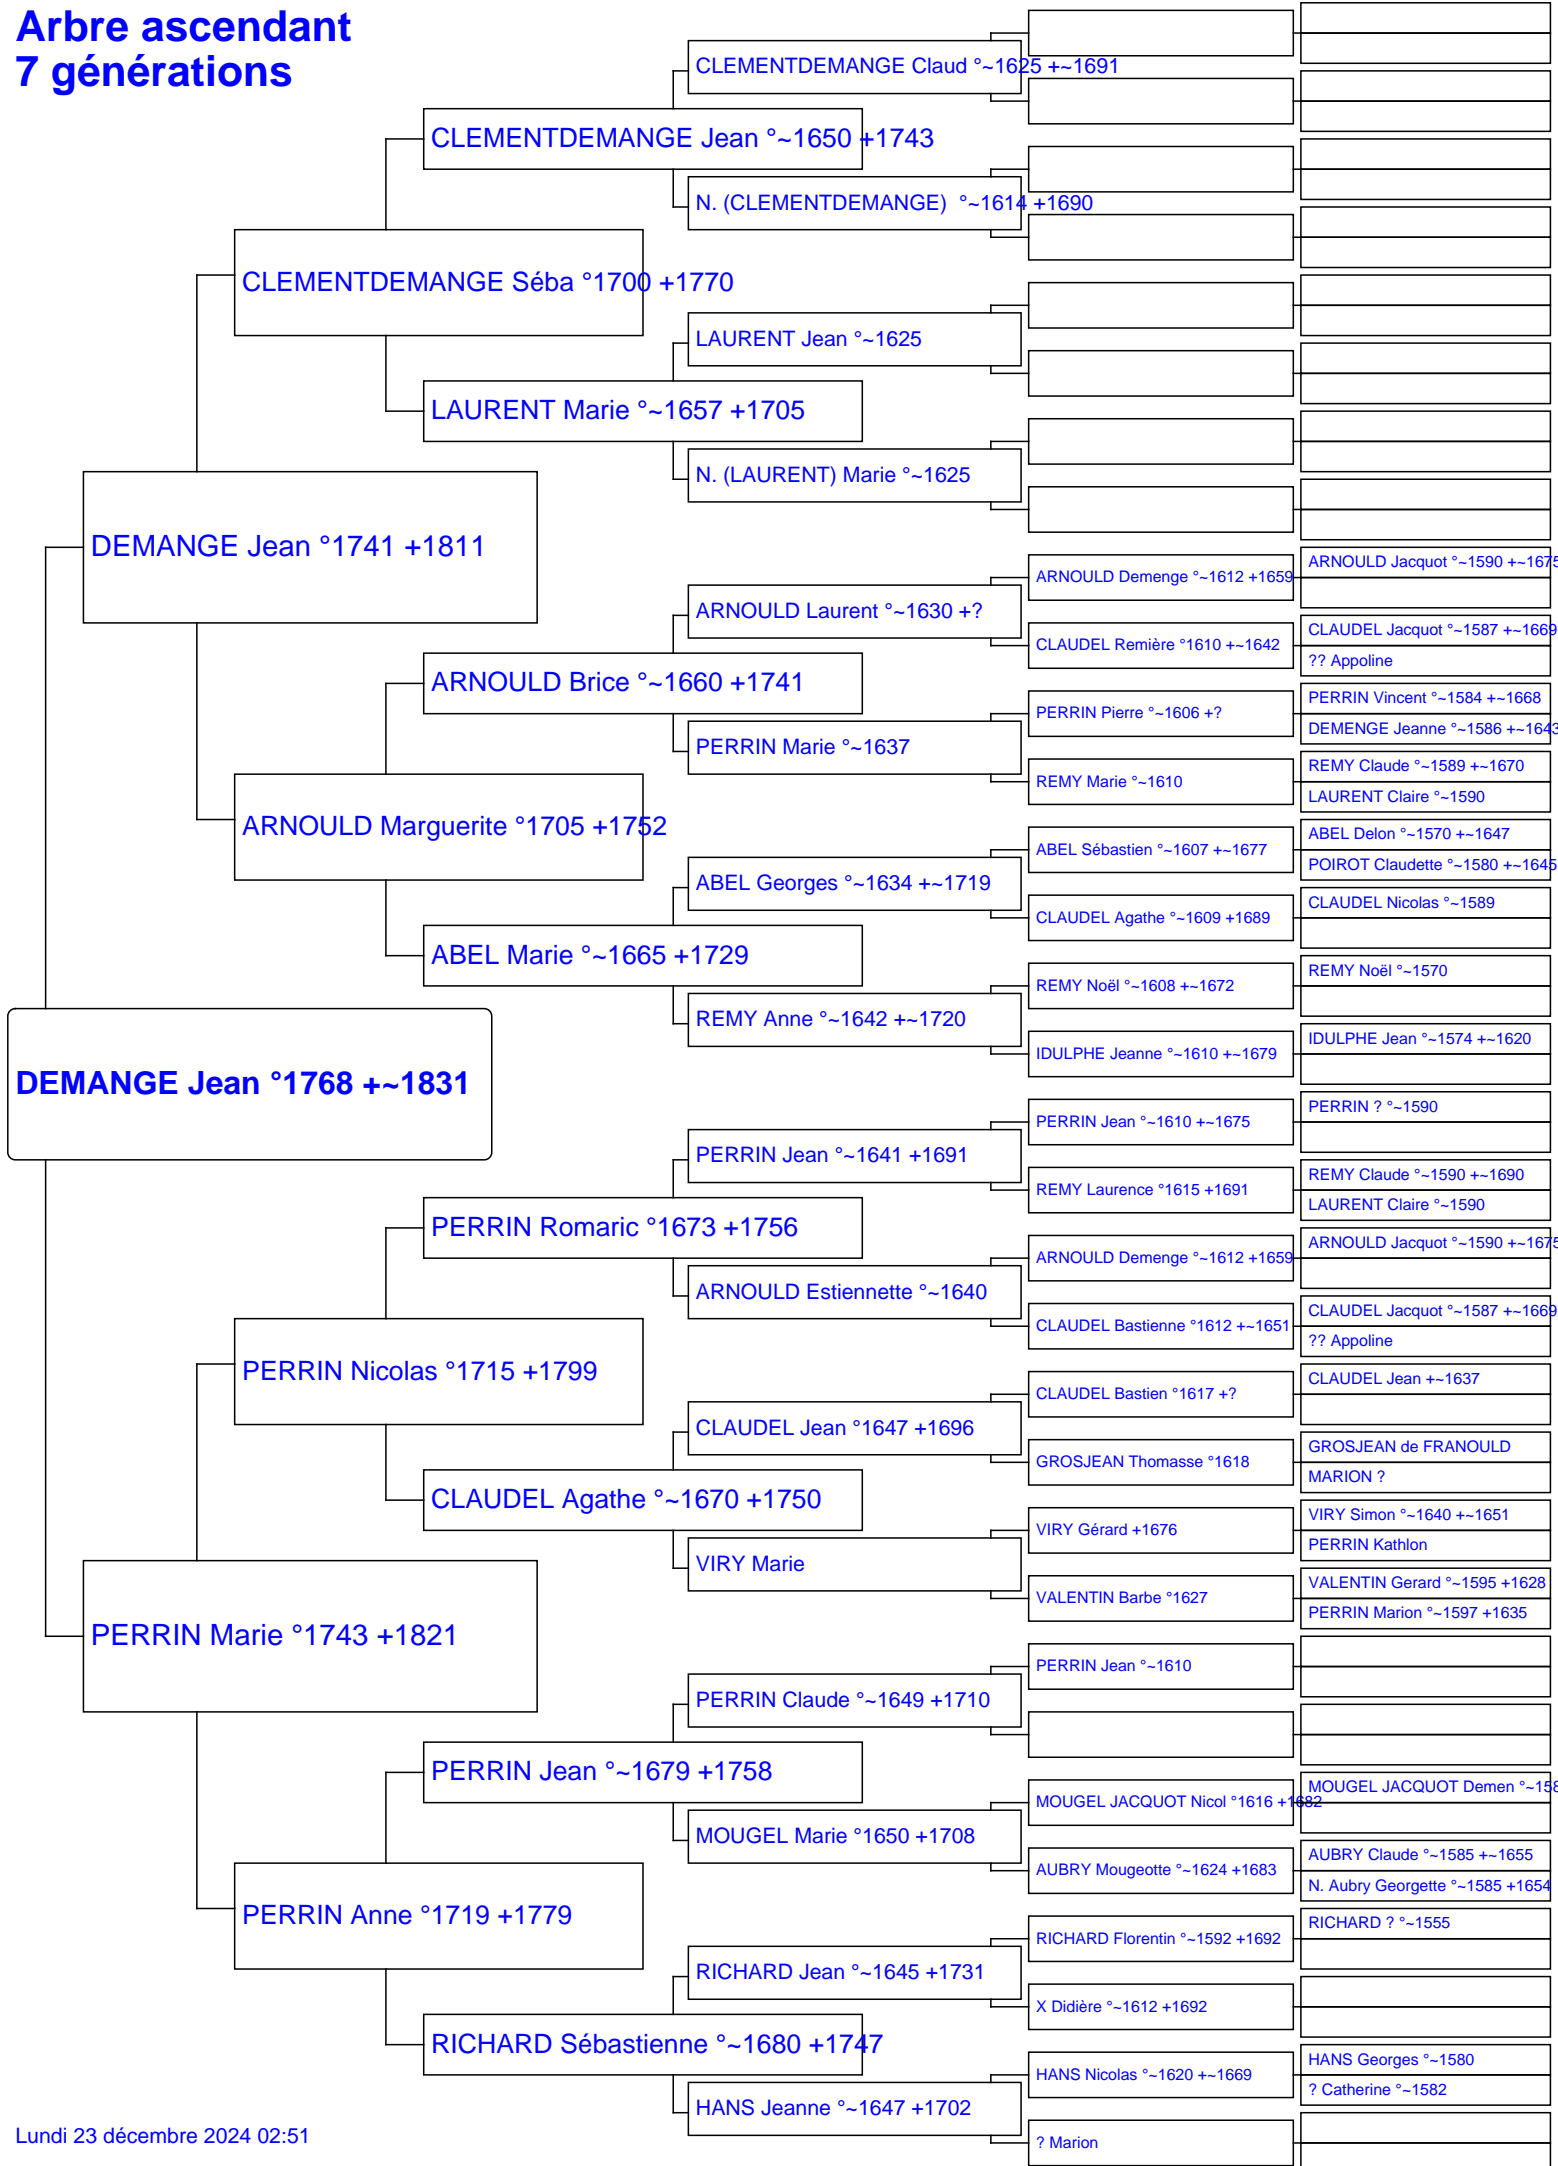 Arbre ascendant
7 générations
CLEMENTDEMANGE Claud °~1625 +~1691
CLEMENTDEMANGE Jean °~1650 +1743
N. (CLEMENTDEMANGE)  °~1614 +1690
CLEMENTDEMANGE Séba °1700 +1770
LAURENT Jean °~1625
LAURENT Marie °~1657 +1705
N. (LAURENT) Marie °~1625
DEMANGE Jean °1741 +1811
ARNOULD Jacquot °~1590 +~1675
ARNOULD Demenge °~1612 +1659
ARNOULD Laurent °~1630 +?
CLAUDEL Jacquot °~1587 +~1669
CLAUDEL Remière °1610 +~1642
?? Appoline
ARNOULD Brice °~1660 +1741
PERRIN Vincent °~1584 +~1668
PERRIN Pierre °~1606 +?
DEMENGE Jeanne °~1586 +~1643
PERRIN Marie °~1637
REMY Claude °~1589 +~1670
REMY Marie °~1610
LAURENT Claire °~1590
ARNOULD Marguerite °1705 +1752
ABEL Delon °~1570 +~1647
ABEL Sébastien °~1607 +~1677
POIROT Claudette °~1580 +~1645
ABEL Georges °~1634 +~1719
CLAUDEL Nicolas °~1589
CLAUDEL Agathe °~1609 +1689
ABEL Marie °~1665 +1729
REMY Noël °~1570
REMY Noël °~1608 +~1672
REMY Anne °~1642 +~1720
IDULPHE Jean °~1574 +~1620
IDULPHE Jeanne °~1610 +~1679
DEMANGE Jean °1768 +~1831
PERRIN ? °~1590
PERRIN Jean °~1610 +~1675
PERRIN Jean °~1641 +1691
REMY Claude °~1590 +~1690
REMY Laurence °1615 +1691
LAURENT Claire °~1590
PERRIN Romaric °1673 +1756
ARNOULD Jacquot °~1590 +~1675
ARNOULD Demenge °~1612 +1659
ARNOULD Estiennette °~1640
CLAUDEL Jacquot °~1587 +~1669
CLAUDEL Bastienne °1612 +~1651
?? Appoline
PERRIN Nicolas °1715 +1799
CLAUDEL Jean +~1637
CLAUDEL Bastien °1617 +?
CLAUDEL Jean °1647 +1696
GROSJEAN de FRANOULD
GROSJEAN Thomasse °1618
MARION ?
CLAUDEL Agathe °~1670 +1750
VIRY Simon °~1640 +~1651
VIRY Gérard +1676
PERRIN Kathlon
VIRY Marie
VALENTIN Gerard °~1595 +1628
VALENTIN Barbe °1627
PERRIN Marion °~1597 +1635
PERRIN Marie °1743 +1821
PERRIN Jean °~1610
PERRIN Claude °~1649 +1710
PERRIN Jean °~1679 +1758
MOUGEL JACQUOT Demen °~158
MOUGEL JACQUOT Nicol °1616 +1682
MOUGEL Marie °1650 +1708
AUBRY Claude °~1585 +~1655
AUBRY Mougeotte °~1624 +1683
N. Aubry Georgette °~1585 +1654
PERRIN Anne °1719 +1779
RICHARD ? °~1555
RICHARD Florentin °~1592 +1692
RICHARD Jean °~1645 +1731
X Didière °~1612 +1692
RICHARD Sébastienne °~1680 +1747
HANS Georges °~1580
HANS Nicolas °~1620 +~1669
? Catherine °~1582
HANS Jeanne °~1647 +1702
? Marion
Lundi 23 décembre 2024 02:51